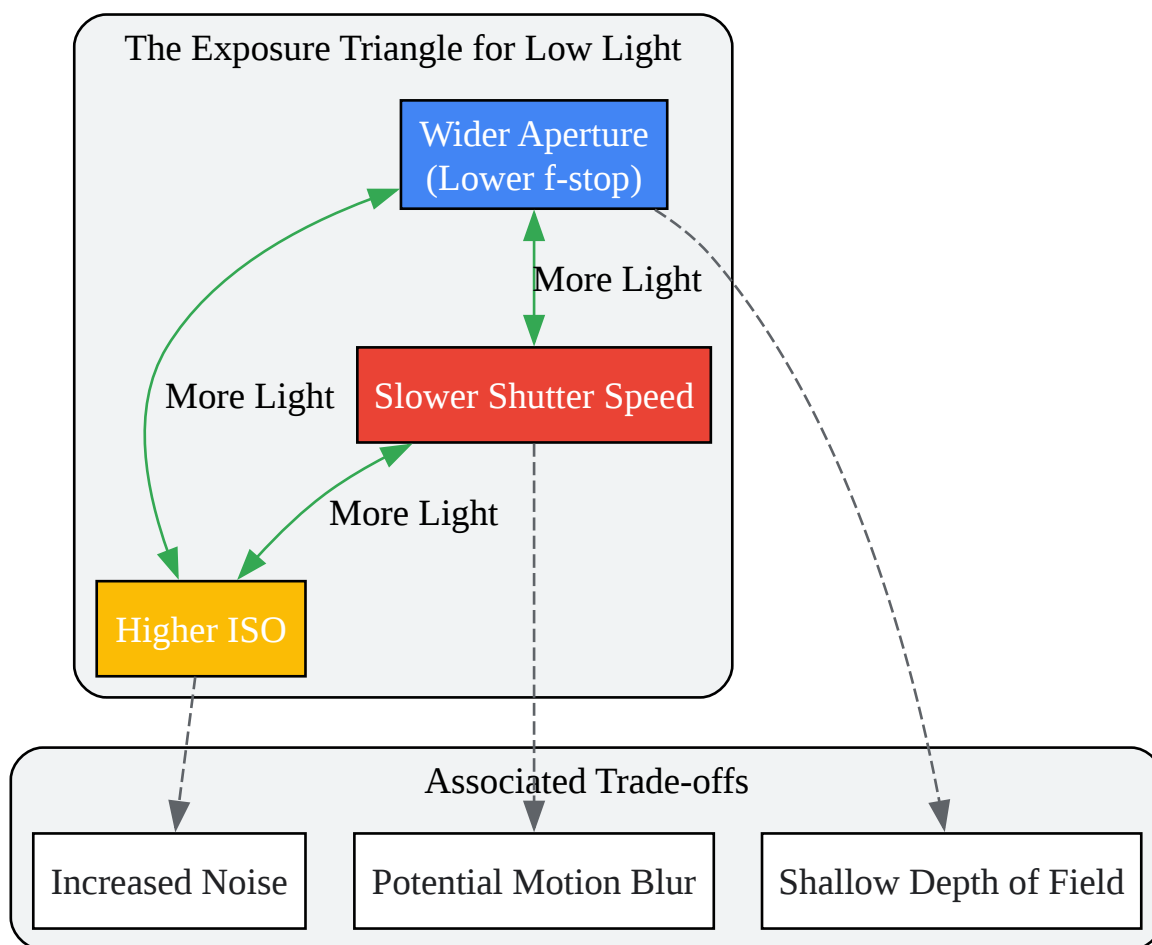 The Exposure Triangle for Low Light
Wider Aperture
(Lower f-stop)
More Light
Slower Shutter Speed
More Light
More Light
Higher ISO
Associated Trade-offs
Increased Noise
Potential Motion Blur
Shallow Depth of Field